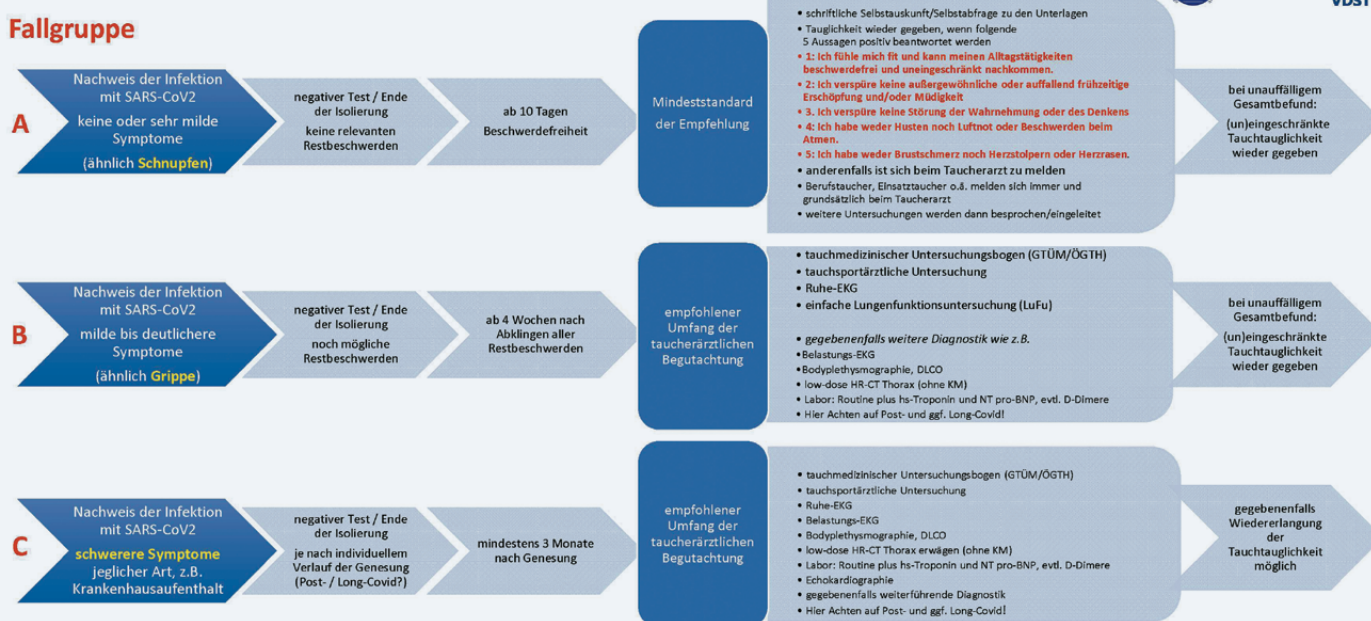 VDST
Fallgruppe
A
Nachweis der Infektion
mit SARS-CoV2
keine oder sehr milde
Symptome
(ähnlich Schnupfen)
negativer Test / Ende
der Isolierung
keine relevanten
Restbeschwerden
ab 10 Tagen
Beschwerdefreiheit
Mindeststandard
der Empfehlung
• schriftliche Selbstauskunft/Selbstabfrage zu den Unterlagen
• Tauglichkeit wieder gegeben, wenn folgende
5 Aussagen positiv beantwortet werden
• 1: Ich fühle mich fit und kann meinen Alltagstätigkeiten
beschwerdefrei und uneingeschränkt nachkommen.
• 2: Ich verspüre keine außergewöhnliche oder auffallend frühzeitige
Erschöpfung und/oder Müdigkeit
• 3. Ich verspüre keine Störung der Wahrnehmung oder des Denkens
• 4: Ich habe weder Husten noch Luftnot oder Beschwerden beim
Atmen.
• 5: Ich habe weder Brustschmerz noch Herzstolpern oder Herzrasen.
• anderenfalls ist sich beim Taucherarzt zu melden
• Berufstaucher, Einsatztaucher o.ä. melden sich immer und
grundsätzlich beim Taucherarzt
• weitere Untersuchungen werden dann besprochen/eingeleitet
bei unauffälligem
Gesamtbefund:
(un)eingeschränkte
Tauchtauglichkeit
wieder gegeben
B
Nachweis der Infektion
mit SARS-CoV2
milde bis deutlichere
Symptome
(ähnlich Grippe)
negativer Test / Ende
der Isolierung
noch mögliche
Restbeschwerden
ab 4 Wochen nach
Abklingen aller
Restbeschwerden
empfohlener
Umfang der
taucherärztlichen
Begutachtung
• tauchmedizinischer Untersuchungsbogen (GTÜM/ÖGTH)
• tauchsportärztliche Untersuchung
• Ruhe-EKG
• einfache Lungenfunktionsuntersuchung (LuFu)
• gegebenenfalls weitere Diagnostik wie z.B.
•Belastungs-EKG
•Bodyplethysmographie, DLCO
• low-dose HR-CT Thorax (ohne KM)
• Labor: Routine plus hs-Troponin und NT pro-BNP, evtl. D-Dimere
• Hier Achten auf Post- und ggf. Long-Covid!
bei unauffälligem
Gesamtbefund:
(un)eingeschränkte
Tauchtauglichkeit
wieder gegeben
C
Nachweis der Infektion
mit SARS-CoV2
schwerere Symptome
jeglicher Art, z.B.
Krankenhausaufenthalt
negativer Test / Ende
der Isolierung
je nach individuellem
Verlauf der Genesung
(Post- / Long-Covid?)
mindestens 3 Monate
nach Genesung
empfohlener
Umfang der
taucherärztlichen
Begutachtung
• tauchmedizinischer Untersuchungsbogen (GTÜM/ÖGTH)
• tauchsportärztliche Untersuchung
• Ruhe-EKG
• Belastungs-EKG
• Bodyplethysmographie, DLCO
• low-dose HR-CT Thorax erwägen (ohne KM)
• Labor: Routine plus hs-Troponin und NT pro-BNP, evtl. D-Dimere
• Echokardiographie
• gegebenenfalls weiterführende Diagnostik
• Hier Achten auf Post- und ggf. Long-Covid!
gegebenenfalls
Wiedererlangung
der
Tauchtauglichkeit
möglich